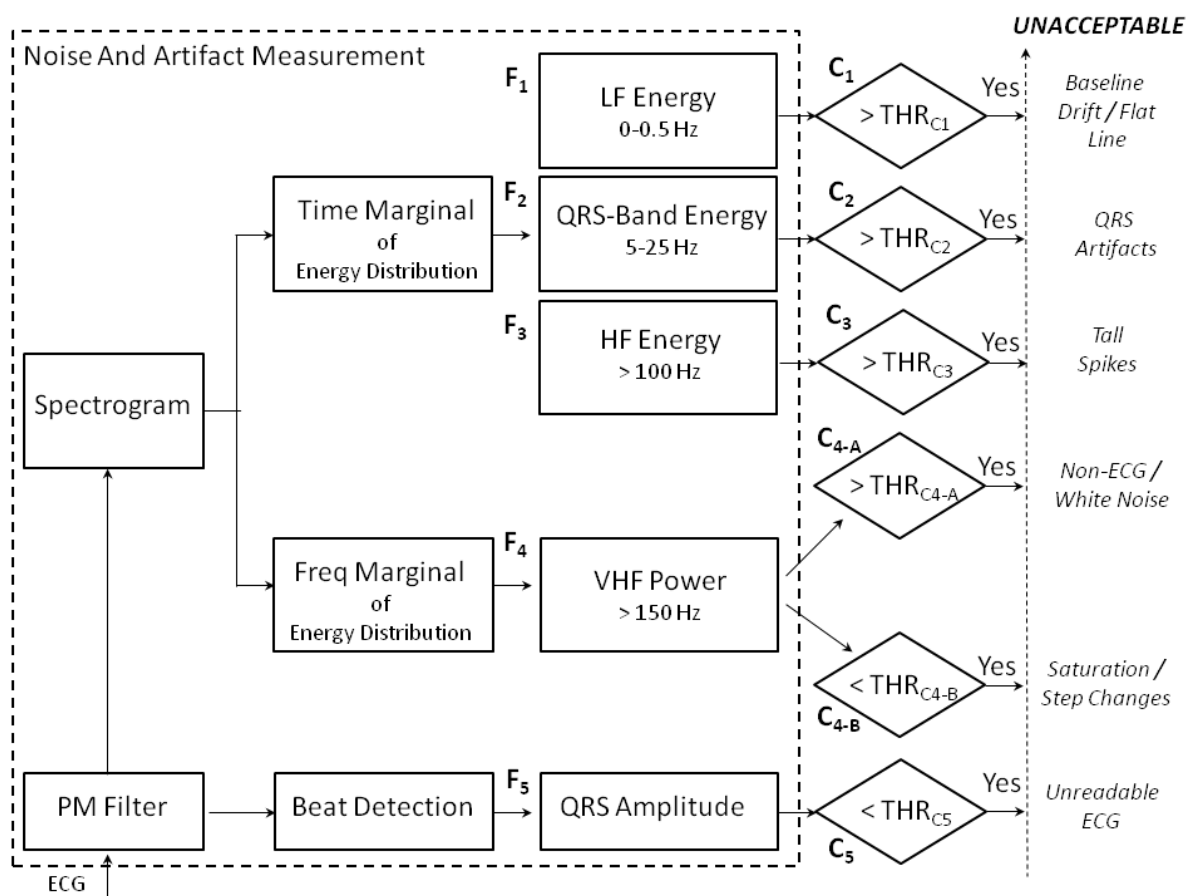 UNACCEPTABLE
Noise And Artifact Measurement
F1
LF Energy
0-0.5 Hz
C1
> THRC1
Yes
Baseline
Drift / Flat
Line
Time Marginal
of
Energy Distribution
F2
QRS-Band Energy
5-25 Hz
C2
> THRC2
Yes
QRS
Artifacts
F3
HF Energy
> 100 Hz
C3
> THRC3
Yes
Tall
Spikes
Spectrogram
C4-A
> THRC4-A
Yes
Non-ECG /
White Noise
Freq Marginal
of
Energy Distribution
F4
VHF Power
> 150 Hz
< THRC4-B
C4-B
Yes
Saturation /
Step Changes
PM Filter
Beat Detection
F5
QRS Amplitude
< THRC5
C5
Yes
Unreadable
ECG
ECG